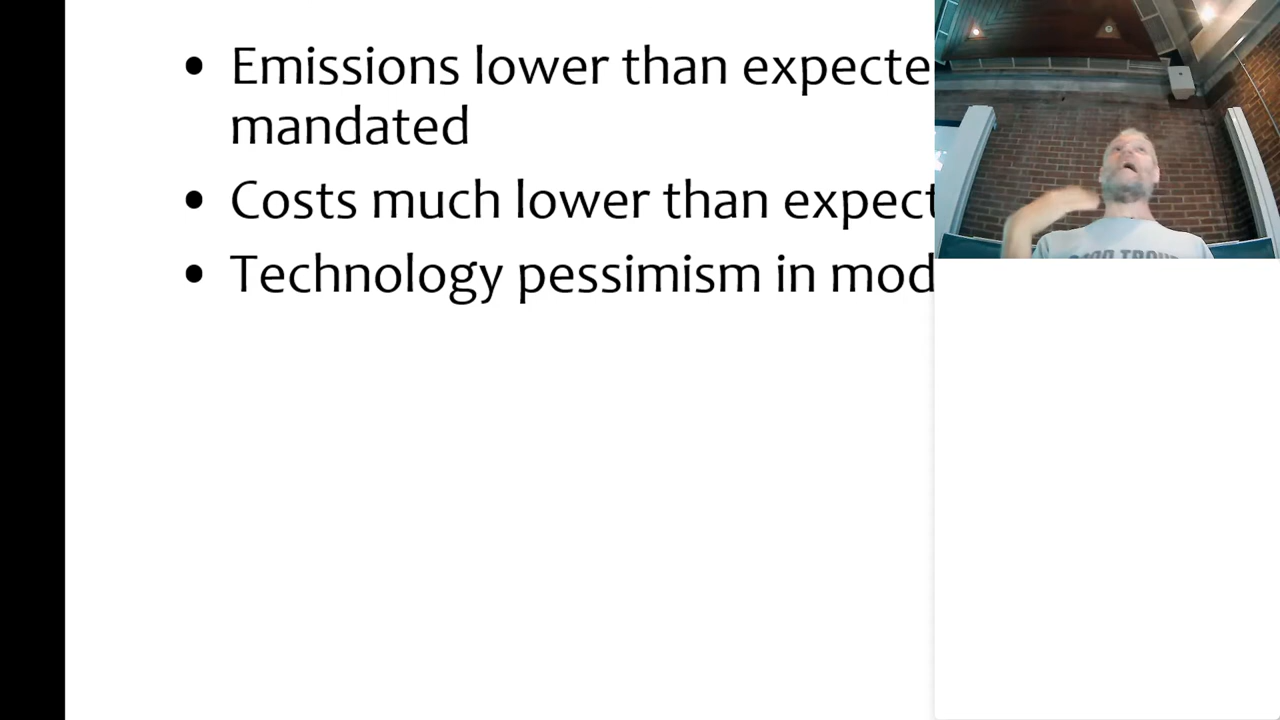 • Emissions lower than expecte
mandated
• Costs much lower than expect
• Technology pessimism in mod